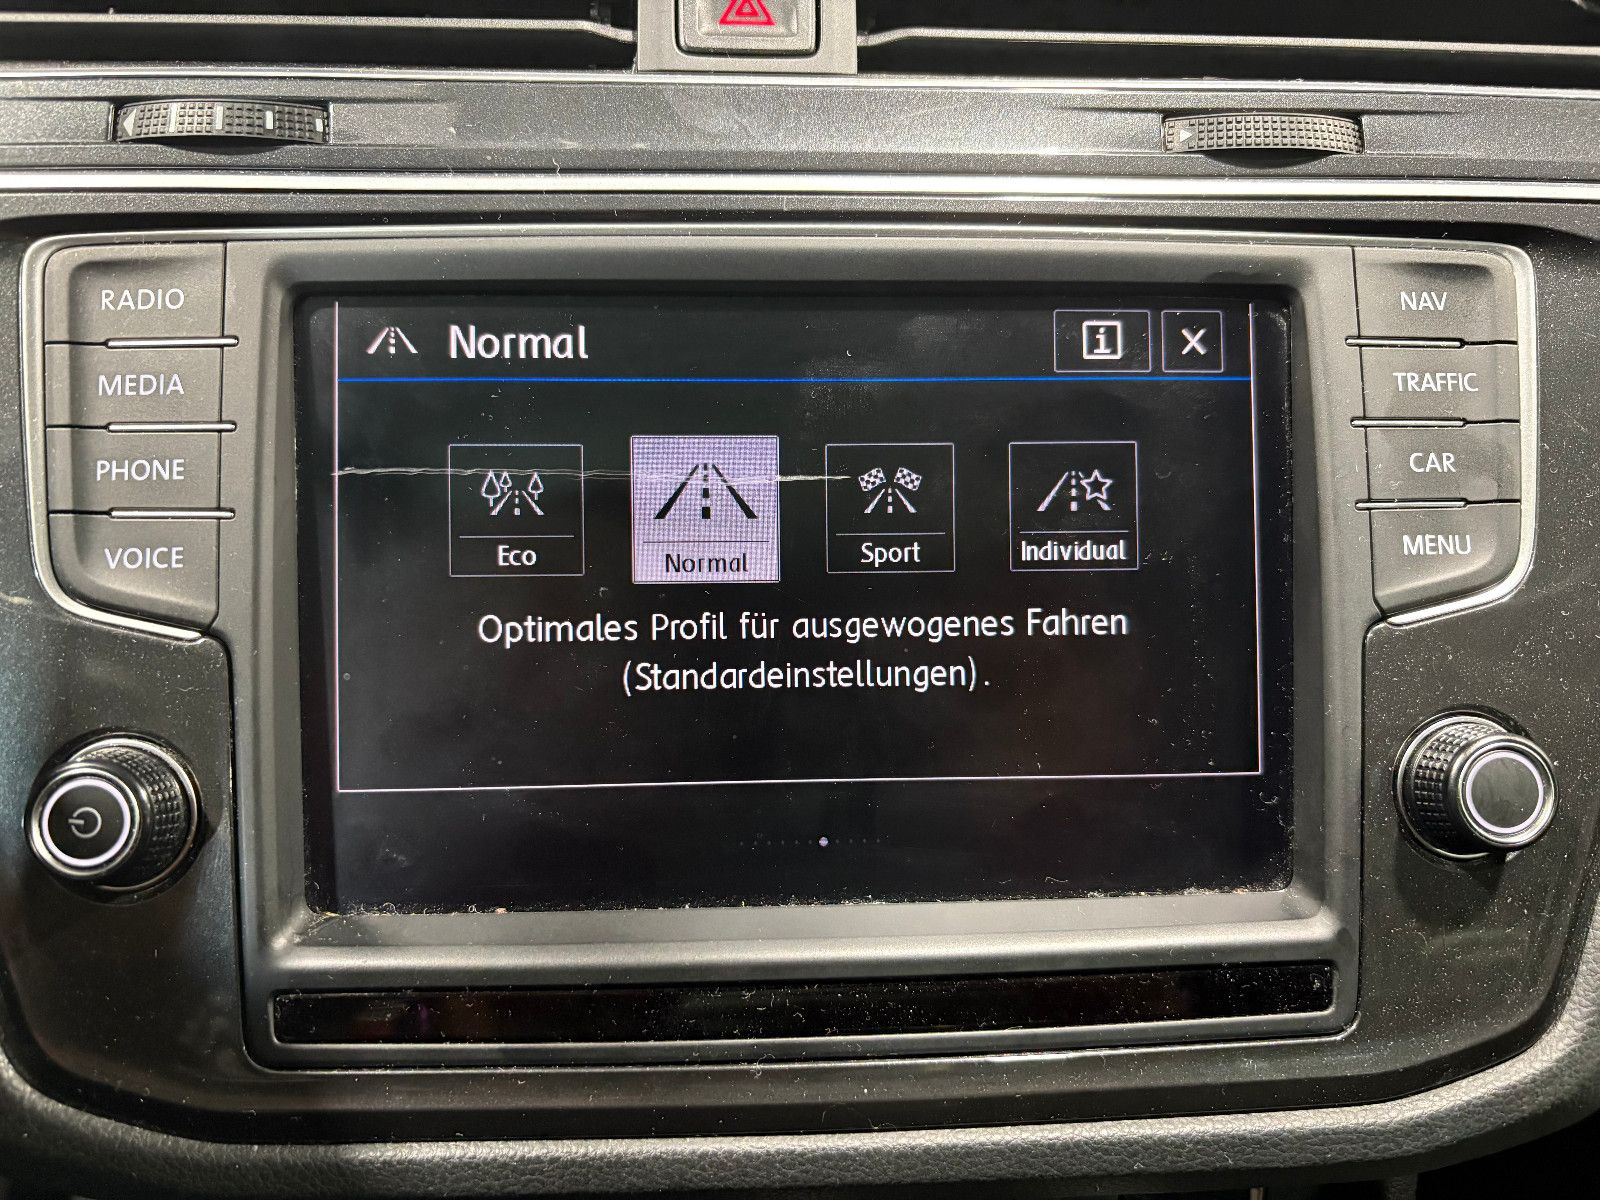 RADIO
MEDIA
PHONE
VOICE
Normal
i X
Eco
Normal
Sport
Individual
Optimales Profil für ausgewogenes Fahren
(Standardeinstellungen).
NAV
TRAFFIC
CAR
MENU